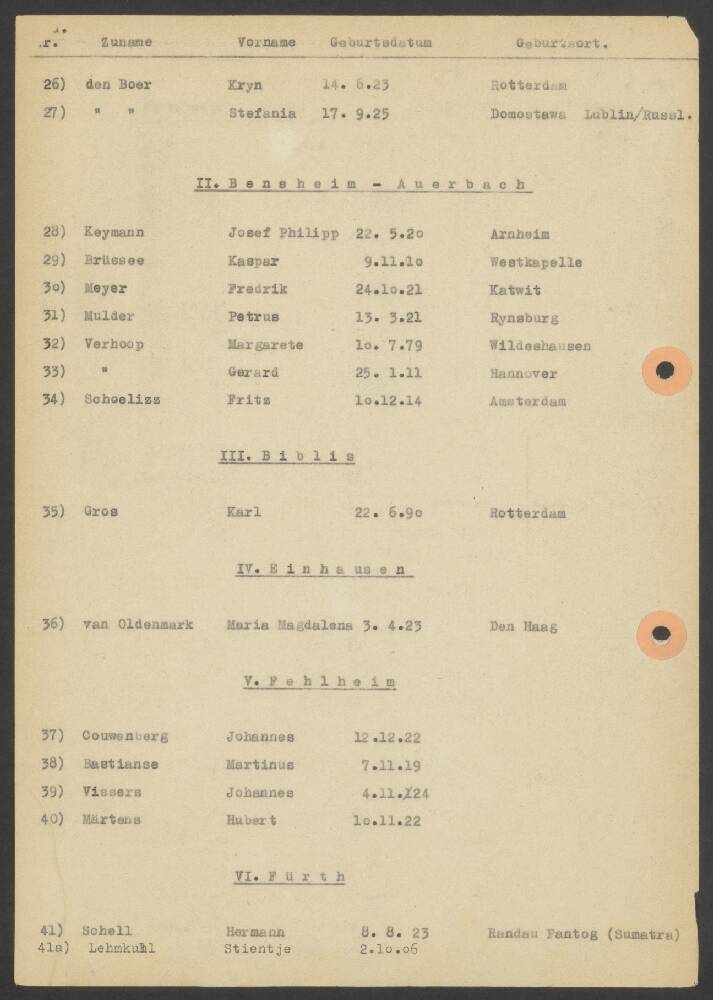 Nr. Zuname Vorname Geburtsdatum Geburtsort.
26) den Boer Kryn 14. 6.23 Rotterdam
27) " " Stefania 17. 9.25 Domostawa Lublin/Russl.
II. Bensheim - Auerbach
28) Keymann Josef Philipp 22. 5.2o Arnheim
29) Brüssee Kaspar 9.11.1o Westkapelle
3o) Meyer Fredrik 24.1o.21 Katwit
31) Mulder Petrus 13. 3.21 Rynsburg
32) Verhoop Margarete 1o. 7.79 Wildeshausen
33) " Gerard 25. 1.11 Hannover
34) Schoelizz Fritz 1o.12.14 Amsterdam
III. Biblis
35) Gros Karl 22. 6.9o Rotterdam
IV. Einhausen
36) van Oldenmark Maria Magdalena 3. 4.23 Den Haag
V. Fehlheim
37) Couwenberg Johannes 12.12.22
38) Bastianse Martinus 7.11.19
39) Vissers Johannes 4.11.24
4o) Märtens Hubert 1o.11.22
VI. Fürth
41) Schell Hermann 8. 8. 23 Randau Pantog (Sumatra)
41a) Lehmkuhl Stientje 2.1o.o6